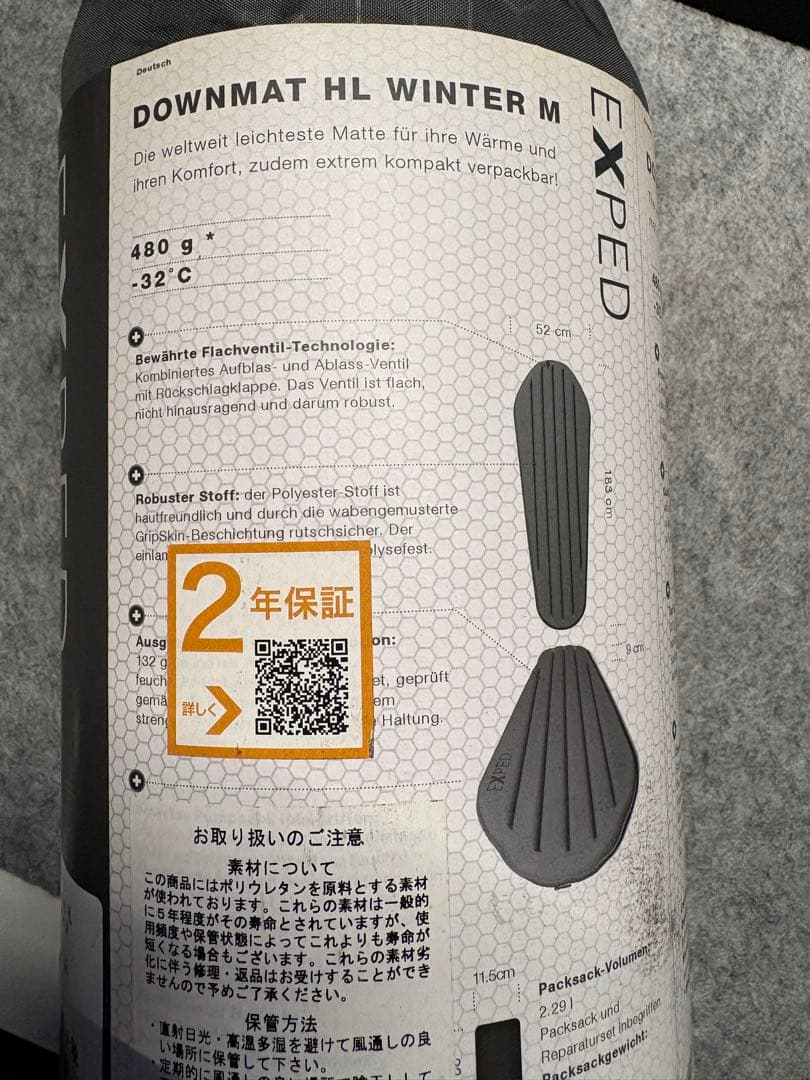 Deutsch
DOWNMAT HL WINTER M
Die weltweit leichteste Matte für ihre Wärme und
ihren Komfort, zudem extrem kompakt verpackbar!
EXPED
480 g *
-32°C
52 cm
Bewährte Flachventil-Technologie:
Kombiniertes Aufblas- und Ablass-Ventil
mit Rückschlagklappe. Das Ventil ist flach,
nicht hinausragend und darum robust.
183 cm
Robuster Stoff: der Polyester-Stoff ist
hautfreundlich und durch die wabengemusterte
GripSkin-Beschichtung rutschsicher. Der
2年保証
詳しく
132 g
geprüft
Haltung.
9 cm
EXPED
お取り扱いのご注意
素材について
この商品にはポリウレタンを原料とする素材
が使われております。これらの素材は一般的
に5年程度がその寿命とされていますが、使
用頻度や保管状態によってこれよりも寿命が
短くなる場合もございます。これらの素材劣
化に伴う修理・返品はお受けすることができ
ませんので予めご了承ください。
保管方法
・直射日光・高温多湿を避けて風通しの良
い場所に保管して下さい。
11.5cm
Packsack-Volumen:
2.29 l
Packsack und
Reparaturset inbegriffen
Packsackgewicht: